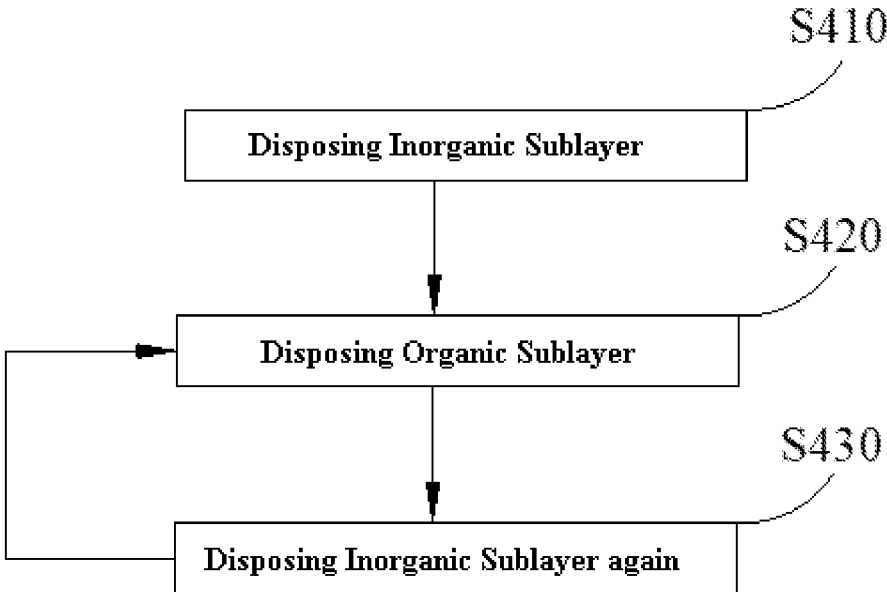 S410
Disposing Inorganic Sublayer
S420
Disposing Organic Sublayer
S430
Disposing Inorganic Sublayer again